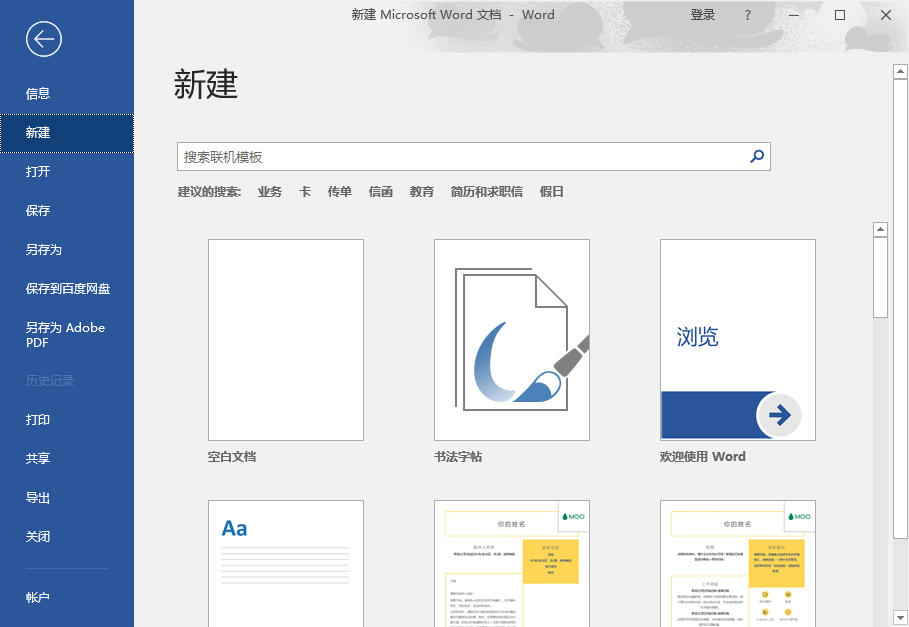 新建 Microsoft Word 文档 - Word
登录
?
信息
新建
打开
保存
另存为
保存到百度网盘
另存为 Adobe
PDF
历史记录
打印
共享
导出
关闭
帐户
新建
搜索联机模板
建议的搜索: 业务 卡 传单 信函 教育 简历和求职信 假日
浏览
空白文档
书法字帖
欢迎使用 Word
Aa
你的姓名
MOO
你的姓名
MOO